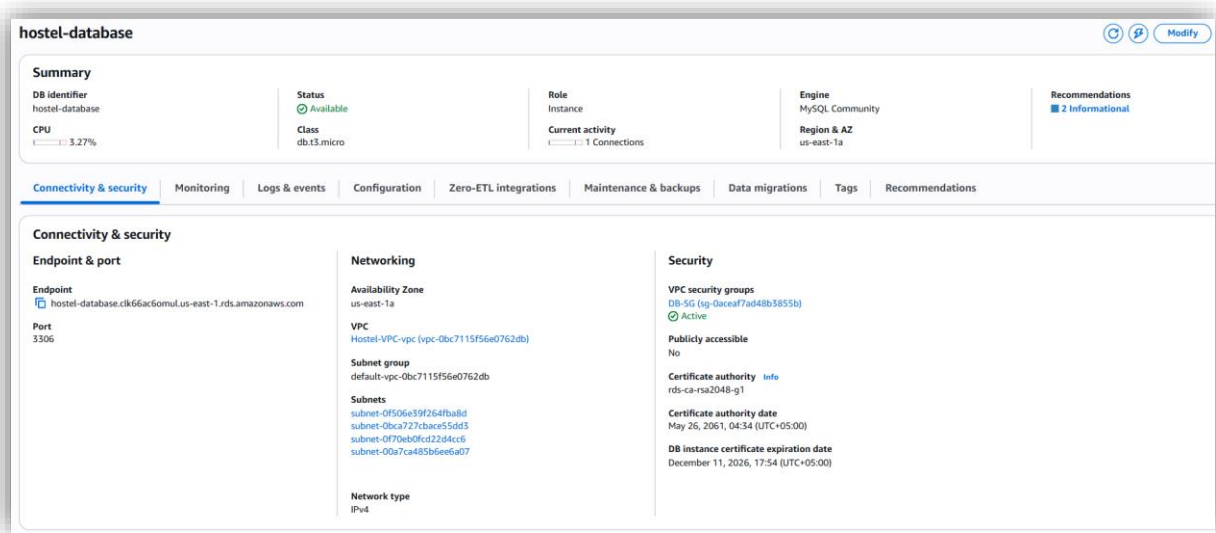 hostel-database
Modify
Summary
DB identifier
hostel-database
Status
Available
Role
Instance
Engine
MySQL Community
Recommendations
2 Informational
CPU
3.27%
Class
db.t3.micro
Current activity
1 Connections
Region & AZ
us-east-1a
Connectivity & security
Monitoring
Logs & events
Configuration
Zero-ETL integrations
Maintenance & backups
Data migrations
Tags
Recommendations
Connectivity & security
Endpoint & port
Endpoint
hostel-database.clk66ac6omul.us-east-1.rds.amazonaws.com
Port
3306
Networking
Availability Zone
us-east-1a
VPC
Hostel-VPC-vpc (vpc-0bc7115f56e0762db)
Subnet group
default-vpc-0bc7115f56e0762db
Subnets
subnet-0f506e39f264fba8d
subnet-0bca727cbace55dd3
subnet-0f70eb0fcd22d4cc6
subnet-00a7ca485b6ee6a07
Network type
IPv4
Security
VPC security groups
DB-SG (sg-0aceaf7ad48b3855b)
Active
Publicly accessible
No
Certificate authority Info
rds-ca-rsa2048-g1
Certificate authority date
May 26, 2061, 04:34 (UTC+05:00)
DB instance certificate expiration date
December 11, 2026, 17:54 (UTC+05:00)